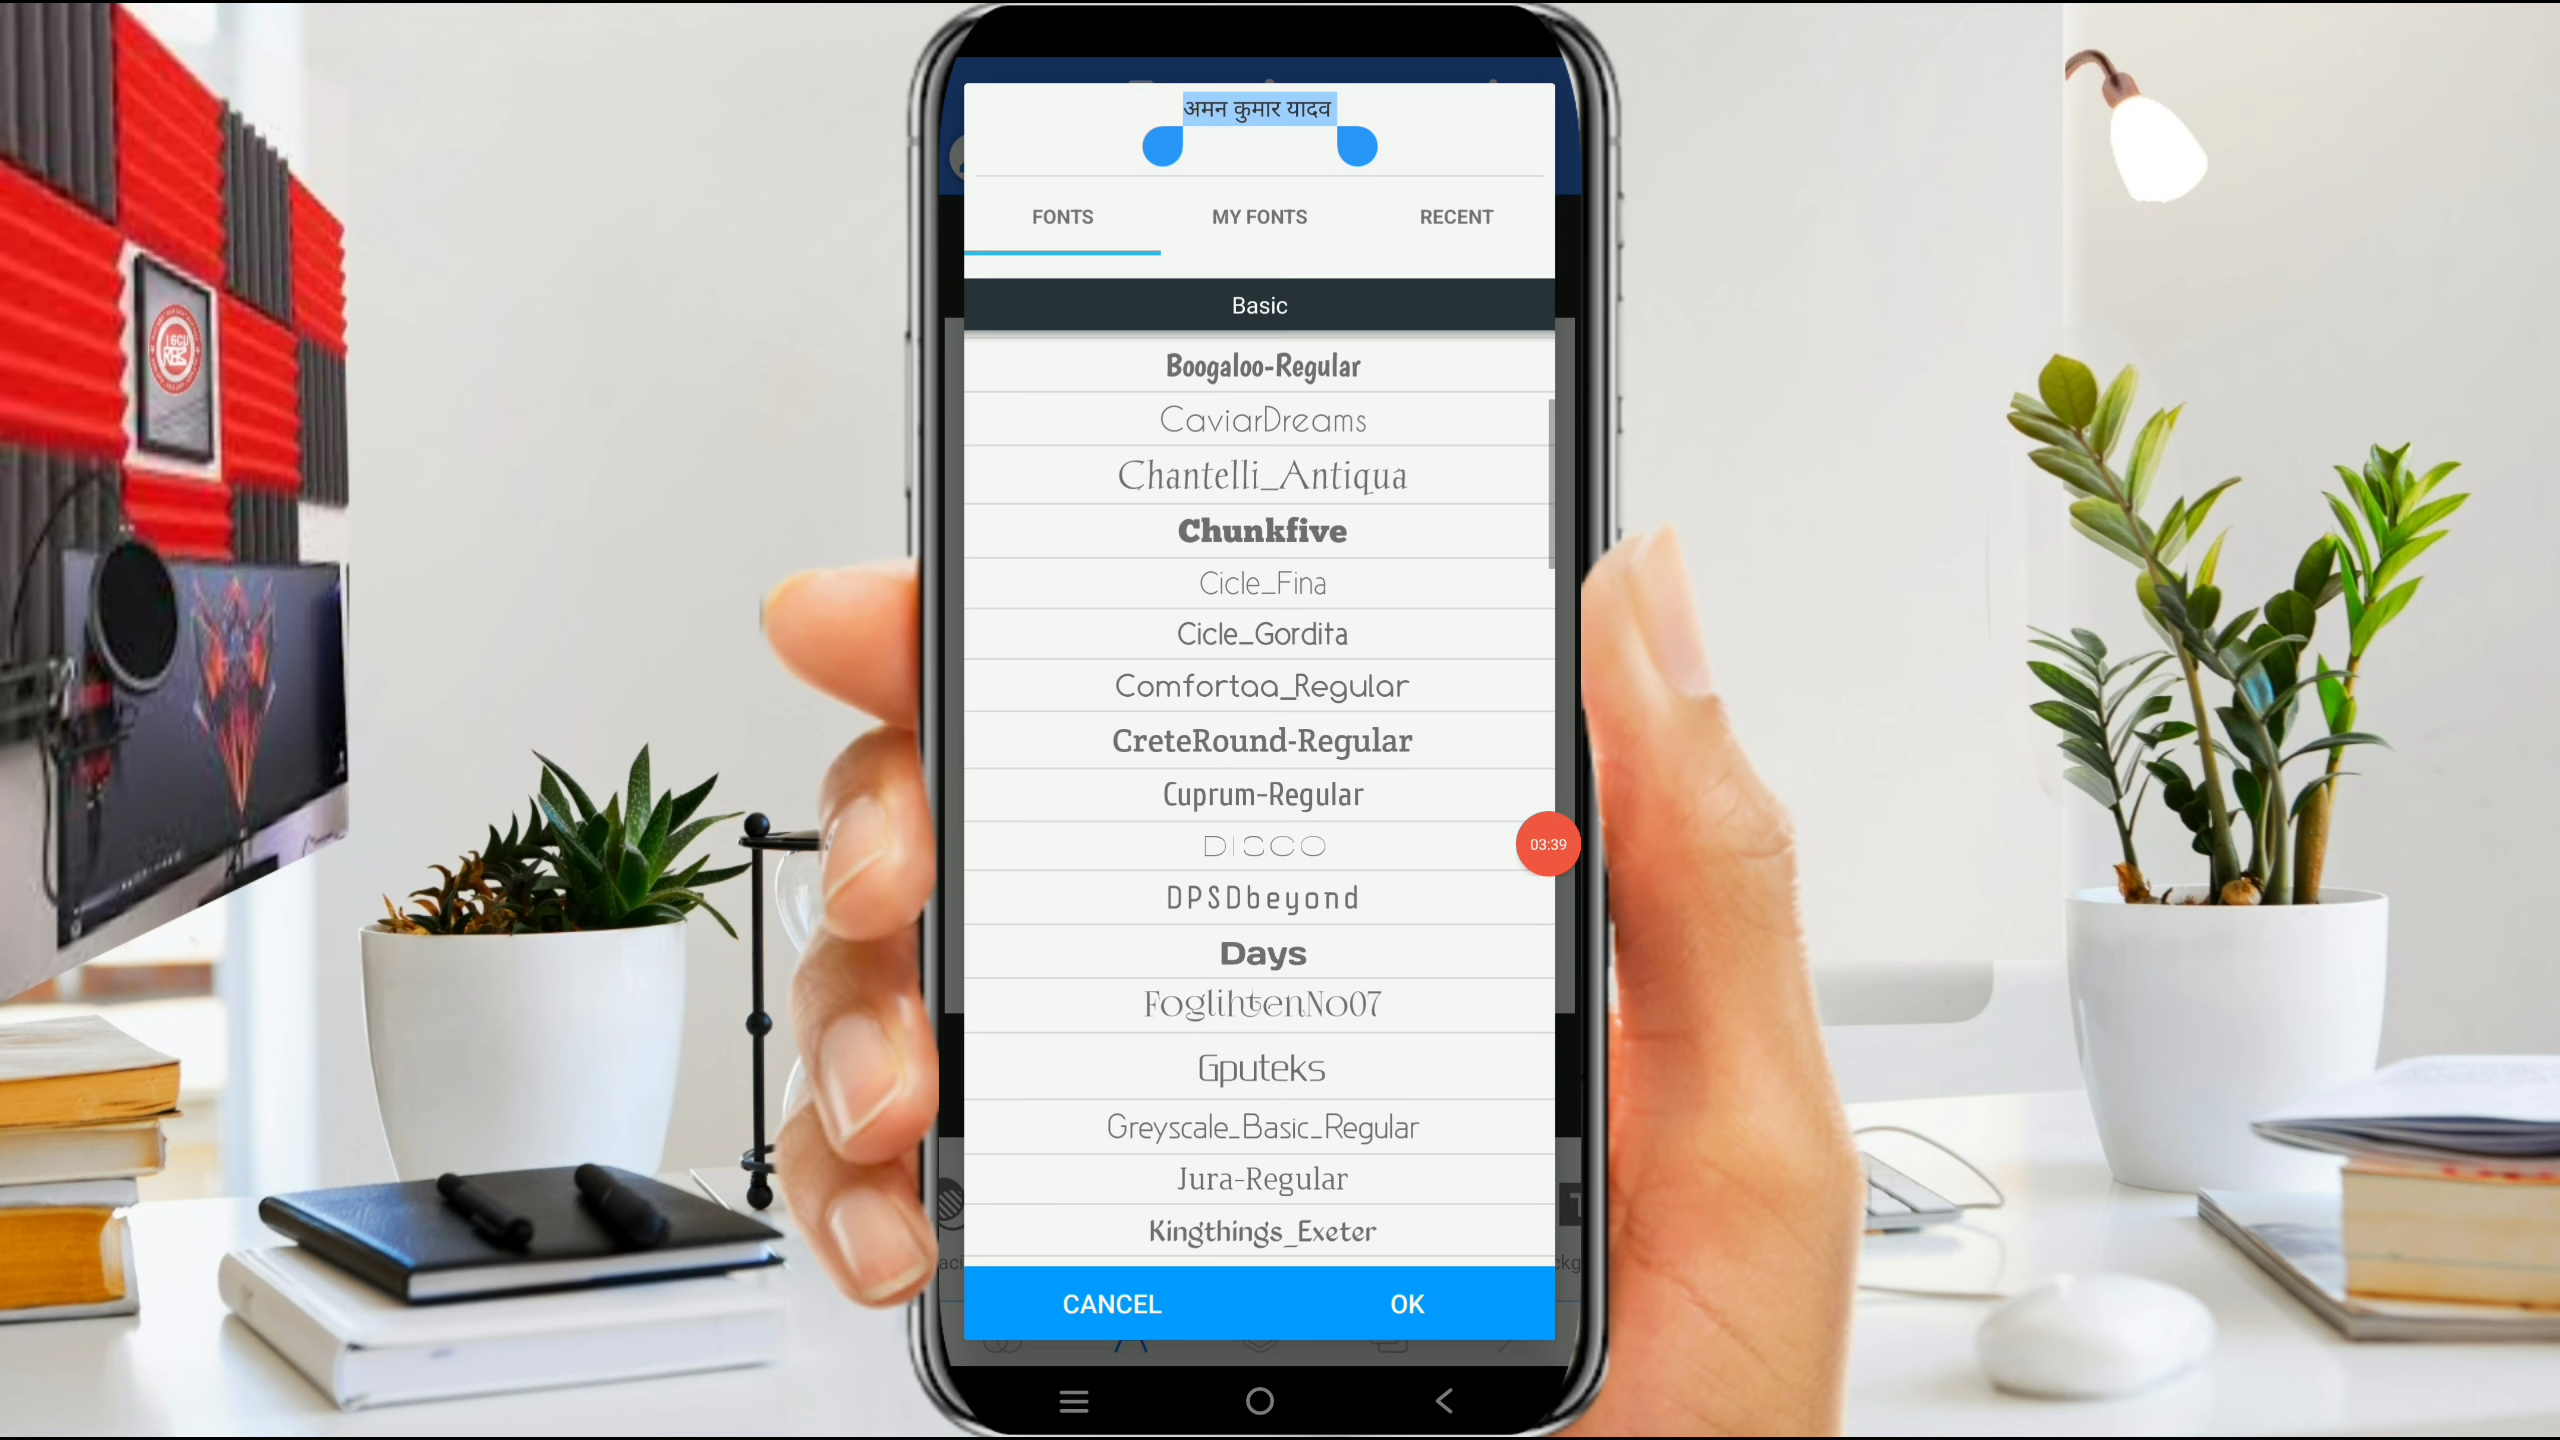 अमन कुमार यादव
FONTS
MY FONTS
RECENT
Basic
Boogaloo-Regular
CaviarDreams
Chantelli_Antiqua
Chunkfive
Cicle_Fina
Cicle_Gordita
Comfortaa_Regular
CreteRound-Regular
Cuprum-Regular
DISCO
03:39
DPSDbeyond
Days
FoglihtenNo07
Gputeks
Greyscale_Basic_Regular
Jura-Regular
Kingthings_Exeter
CANCEL
OK